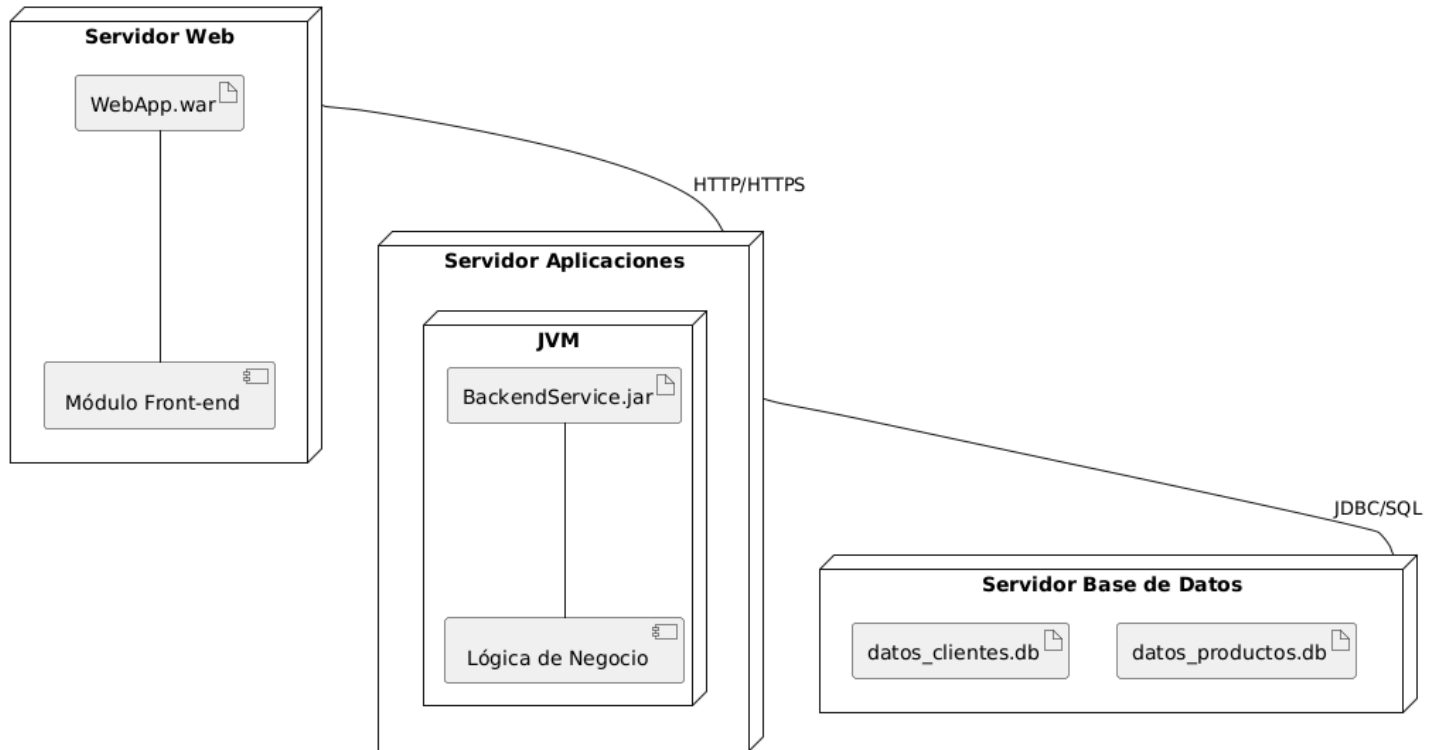 Servidor Web
WebApp.war
HTTP/HTTPS
Servidor Aplicaciones
JVM
BackendService.jar
Módulo Front-end
JDBC/SQL
Servidor Base de Datos
datos_clientes.db
datos_productos.db
Lógica de Negocio